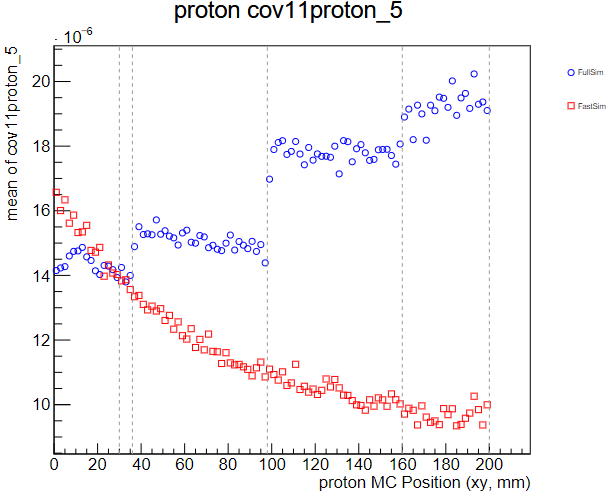 proton cov11proton_5
· 10⁻⁶
mean of cov11proton_5
20
18
16
14
12
10
0 20 40 60 80 100 120 140 160 180 200
proton MC Position (xy, mm)
FullSim
FastSim